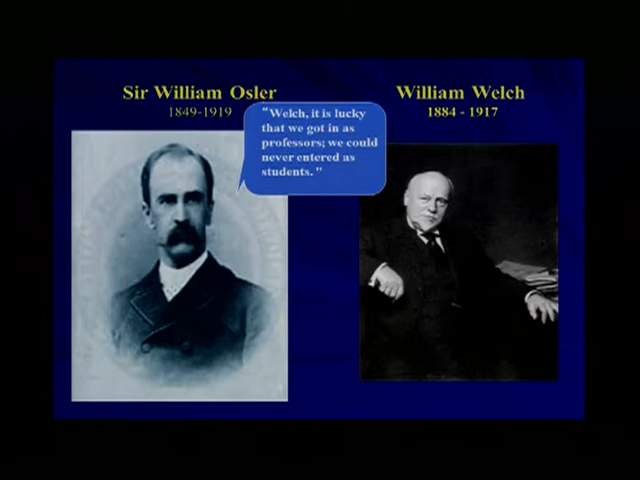 Sir William Osler
1849-1919
William Welch
1884 - 1917
"Welch, it is lucky
that we got in as
professors; we could
never entered as
students. "